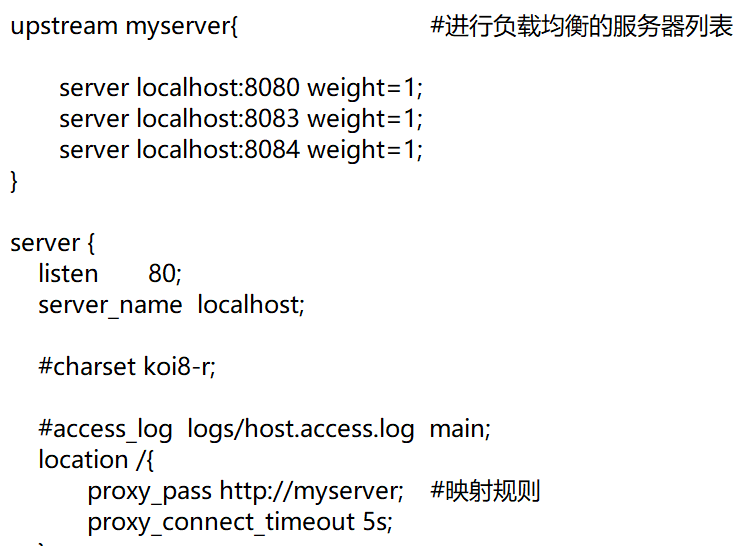 upstream myserver{ #进行负载均衡的服务器列表
server localhost:8080 weight=1;
server localhost:8083 weight=1;
server localhost:8084 weight=1;
}
server {
listen 80;
server_name localhost;
#charset koi8-r;
#access_log logs/host.access.log main;
location /{
proxy_pass http://myserver; #映射规则
proxy_connect_timeout 5s;